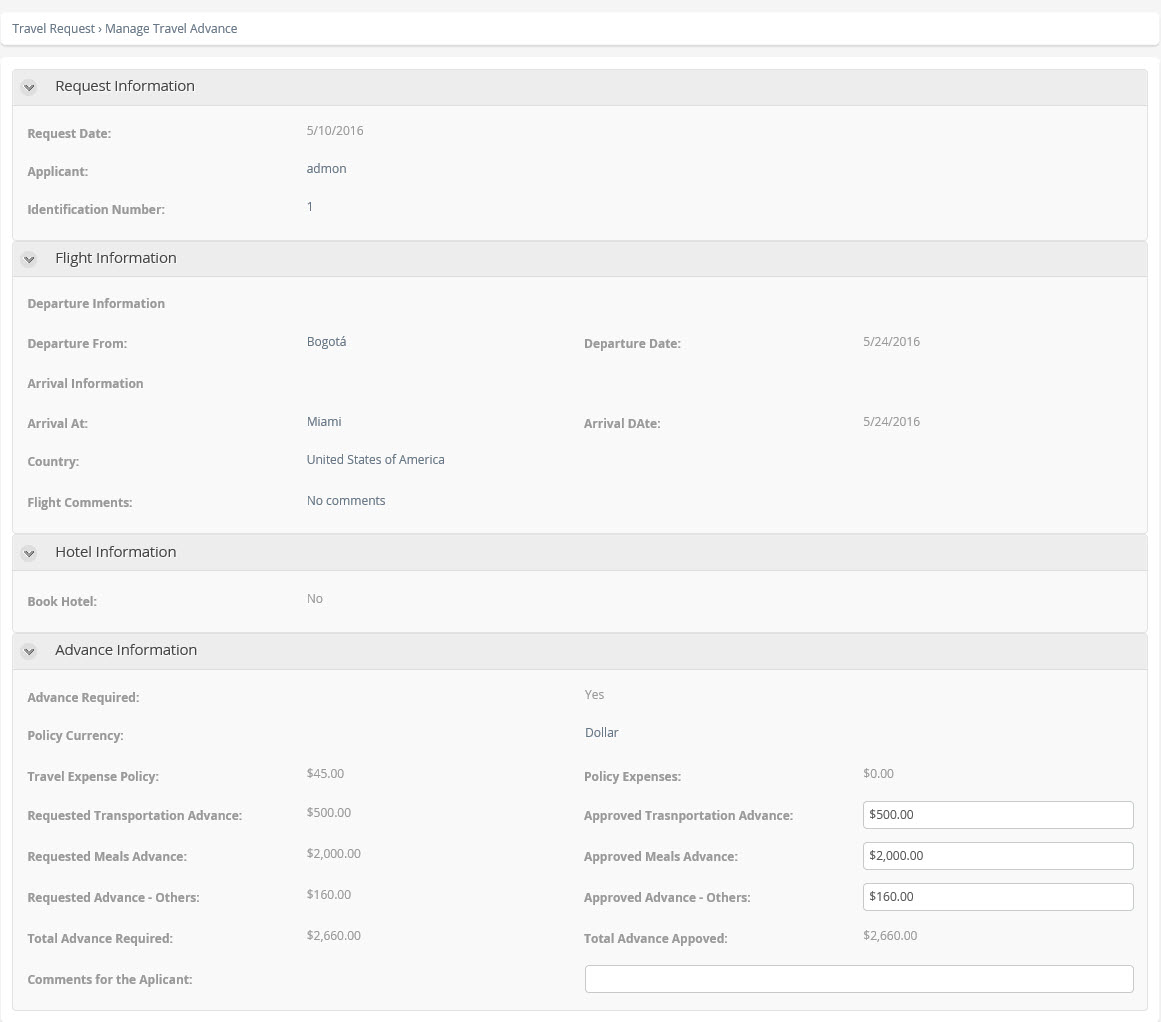 Travel Request › Manage Travel Advance
Request Information
Request Date: 5/10/2016
Applicant: admon
Identification Number: 1
Flight Information
Departure Information
Departure From: Bogotá Departure Date: 5/24/2016
Arrival Information
Arrival At: Miami Arrival DAte: 5/24/2016
Country: United States of America
Flight Comments: No comments
Hotel Information
Book Hotel: No
Advance Information
Advance Required: Yes
Policy Currency: Dollar
Travel Expense Policy: $45.00 Policy Expenses: $0.00
Requested Transportation Advance: $500.00 Approved Trasnportation Advance: $500.00
Requested Meals Advance: $2,000.00 Approved Meals Advance: $2,000.00
Requested Advance - Others: $160.00 Approved Advance - Others: $160.00
Total Advance Required: $2,660.00 Total Advance Appoved: $2,660.00
Comments for the Aplicant: